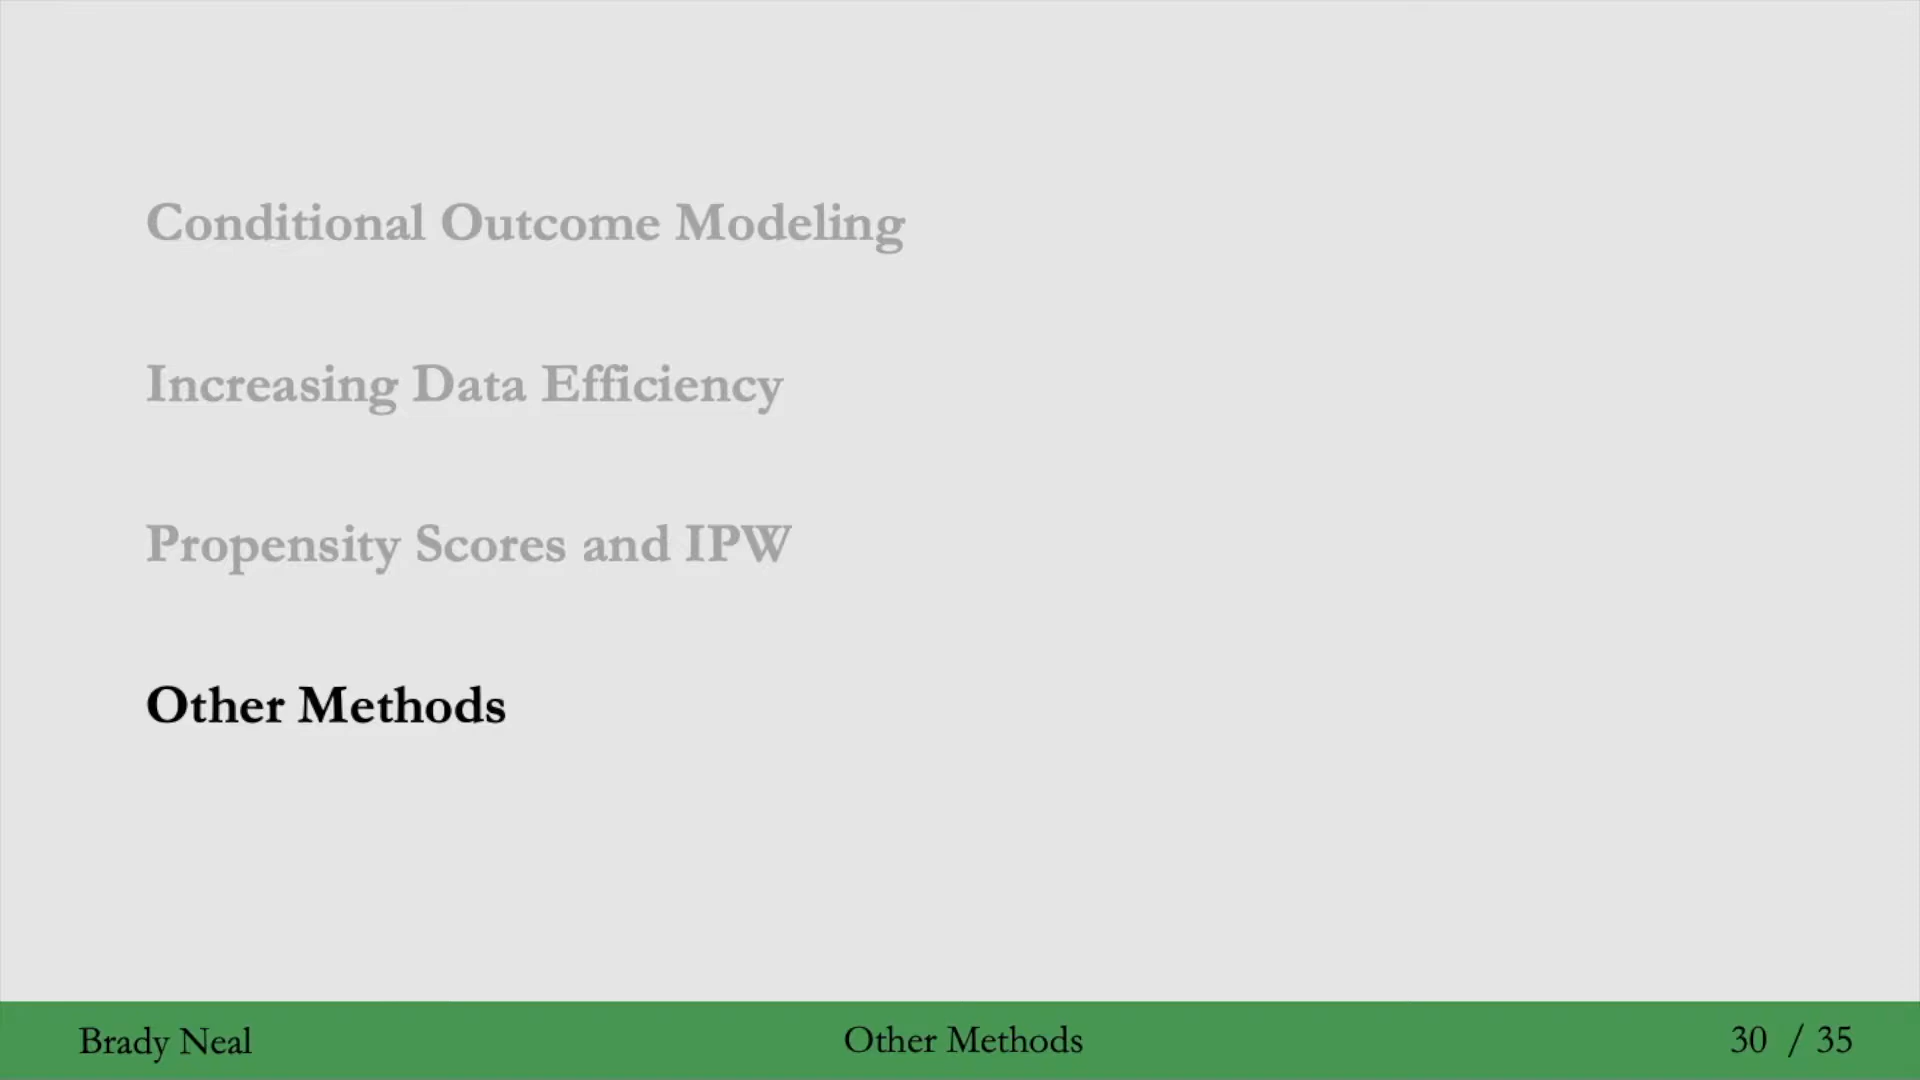 Conditional Outcome Modeling
Increasing Data Efficiency
Propensity Scores and IPW
Other Methods
Brady Neal
Other Methods
30 / 35